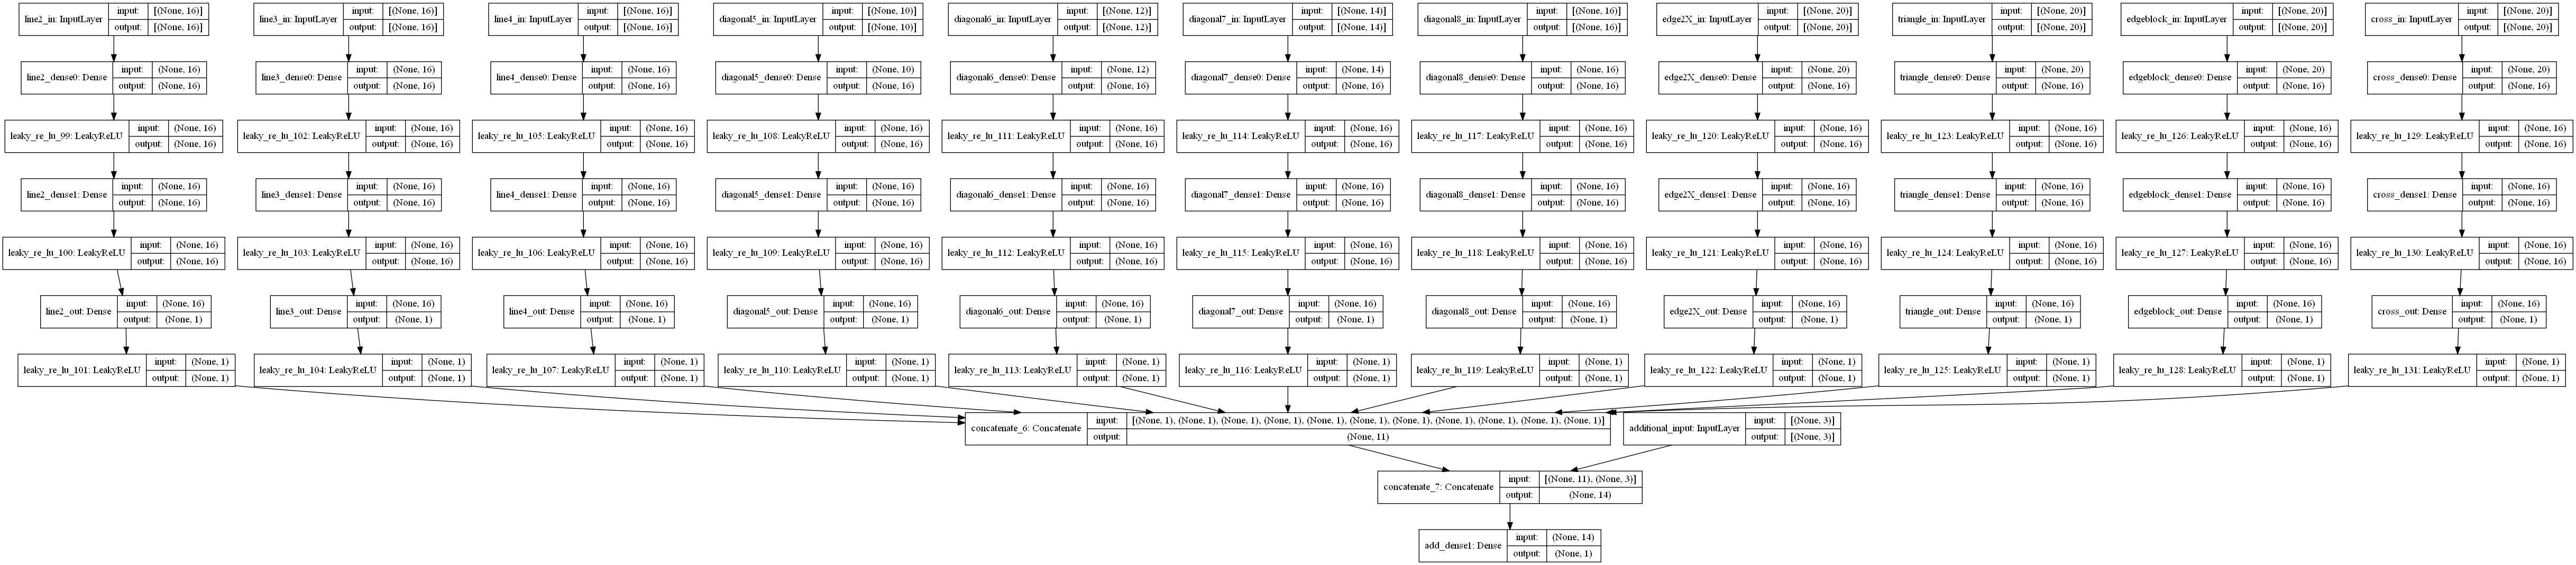 line2_in: InputLayer input: [(None, 16)] output: [(None, 16)]
line3_in: InputLayer input: [(None, 16)] output: [(None, 16)]
line4_in: InputLayer input: [(None, 16)] output: [(None, 16)]
diagonal5_in: InputLayer input: [(None, 10)] output: [(None, 10)]
diagonal6_in: InputLayer input: [(None, 12)] output: [(None, 12)]
diagonal7_in: InputLayer input: [(None, 14)] output: [(None, 14)]
diagonal8_in: InputLayer input: [(None, 16)] output: [(None, 16)]
edge2X_in: InputLayer input: [(None, 20)] output: [(None, 20)]
triangle_in: InputLayer input: [(None, 20)] output: [(None, 20)]
edgeblock_in: InputLayer input: [(None, 20)] output: [(None, 20)]
cross_in: InputLayer input: [(None, 20)] output: [(None, 20)]
line2_dense0: Dense input: (None, 16) output: (None, 16)
line3_dense0: Dense input: (None, 16) output: (None, 16)
line4_dense0: Dense input: (None, 16) output: (None, 16)
diagonal5_dense0: Dense input: (None, 10) output: (None, 16)
diagonal6_dense0: Dense input: (None, 12) output: (None, 16)
diagonal7_dense0: Dense input: (None, 14) output: (None, 16)
diagonal8_dense0: Dense input: (None, 16) output: (None, 16)
edge2X_dense0: Dense input: (None, 20) output: (None, 16)
triangle_dense0: Dense input: (None, 20) output: (None, 16)
edgeblock_dense0: Dense input: (None, 20) output: (None, 16)
cross_dense0: Dense input: (None, 20) output: (None, 16)
leaky_re_lu_99: LeakyReLU input: (None, 16) output: (None, 16)
leaky_re_lu_102: LeakyReLU input: (None, 16) output: (None, 16)
leaky_re_lu_105: LeakyReLU input: (None, 16) output: (None, 16)
leaky_re_lu_108: LeakyReLU input: (None, 16) output: (None, 16)
leaky_re_lu_111: LeakyReLU input: (None, 16) output: (None, 16)
leaky_re_lu_114: LeakyReLU input: (None, 16) output: (None, 16)
leaky_re_lu_117: LeakyReLU input: (None, 16) output: (None, 16)
leaky_re_lu_120: LeakyReLU input: (None, 16) output: (None, 16)
leaky_re_lu_123: LeakyReLU input: (None, 16) output: (None, 16)
leaky_re_lu_126: LeakyReLU input: (None, 16) output: (None, 16)
leaky_re_lu_129: LeakyReLU input: (None, 16) output: (None, 16)
line2_dense1: Dense input: (None, 16) output: (None, 16)
line3_dense1: Dense input: (None, 16) output: (None, 16)
line4_dense1: Dense input: (None, 16) output: (None, 16)
diagonal5_dense1: Dense input: (None, 16) output: (None, 16)
diagonal6_dense1: Dense input: (None, 16) output: (None, 16)
diagonal7_dense1: Dense input: (None, 16) output: (None, 16)
diagonal8_dense1: Dense input: (None, 16) output: (None, 16)
edge2X_dense1: Dense input: (None, 16) output: (None, 16)
triangle_dense1: Dense input: (None, 16) output: (None, 16)
edgeblock_dense1: Dense input: (None, 16) output: (None, 16)
cross_dense1: Dense input: (None, 16) output: (None, 16)
leaky_re_lu_100: LeakyReLU input: (None, 16) output: (None, 16)
leaky_re_lu_103: LeakyReLU input: (None, 16) output: (None, 16)
leaky_re_lu_106: LeakyReLU input: (None, 16) output: (None, 16)
leaky_re_lu_109: LeakyReLU input: (None, 16) output: (None, 16)
leaky_re_lu_112: LeakyReLU input: (None, 16) output: (None, 16)
leaky_re_lu_115: LeakyReLU input: (None, 16) output: (None, 16)
leaky_re_lu_118: LeakyReLU input: (None, 16) output: (None, 16)
leaky_re_lu_121: LeakyReLU input: (None, 16) output: (None, 16)
leaky_re_lu_124: LeakyReLU input: (None, 16) output: (None, 16)
leaky_re_lu_127: LeakyReLU input: (None, 16) output: (None, 16)
leaky_re_lu_130: LeakyReLU input: (None, 16) output: (None, 16)
line2_out: Dense input: (None, 16) output: (None, 1)
line3_out: Dense input: (None, 16) output: (None, 1)
line4_out: Dense input: (None, 16) output: (None, 1)
diagonal5_out: Dense input: (None, 16) output: (None, 1)
diagonal6_out: Dense input: (None, 16) output: (None, 1)
diagonal7_out: Dense input: (None, 16) output: (None, 1)
diagonal8_out: Dense input: (None, 16) output: (None, 1)
edge2X_out: Dense input: (None, 16) output: (None, 1)
triangle_out: Dense input: (None, 16) output: (None, 1)
edgeblock_out: Dense input: (None, 16) output: (None, 1)
cross_out: Dense input: (None, 16) output: (None, 1)
leaky_re_lu_101: LeakyReLU input: (None, 1) output: (None, 1)
leaky_re_lu_104: LeakyReLU input: (None, 1) output: (None, 1)
leaky_re_lu_107: LeakyReLU input: (None, 1) output: (None, 1)
leaky_re_lu_110: LeakyReLU input: (None, 1) output: (None, 1)
leaky_re_lu_113: LeakyReLU input: (None, 1) output: (None, 1)
leaky_re_lu_116: LeakyReLU input: (None, 1) output: (None, 1)
leaky_re_lu_119: LeakyReLU input: (None, 1) output: (None, 1)
leaky_re_lu_122: LeakyReLU input: (None, 1) output: (None, 1)
leaky_re_lu_125: LeakyReLU input: (None, 1) output: (None, 1)
leaky_re_lu_128: LeakyReLU input: (None, 1) output: (None, 1)
leaky_re_lu_131: LeakyReLU input: (None, 1) output: (None, 1)
concatenate_6: Concatenate input: [(None, 1), (None, 1), (None, 1), (None, 1), (None, 1), (None, 1), (None, 1), (None, 1), (None, 1), (None, 1), (None, 1)] output: (None, 11)
additional_input: InputLayer input: [(None, 3)] output: [(None, 3)]
concatenate_7: Concatenate input: [(None, 11), (None, 3)] output: (None, 14)
add_dense1: Dense input: (None, 14) output: (None, 1)